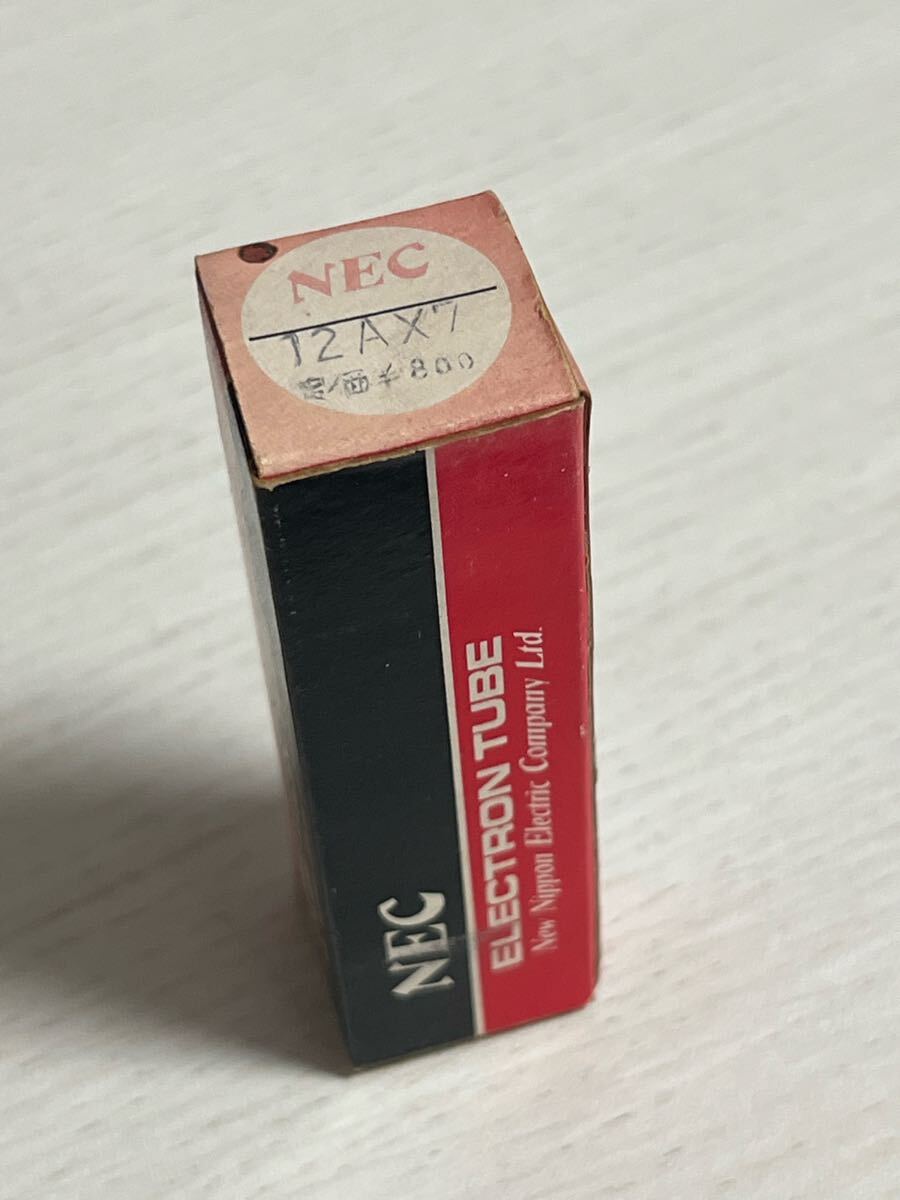 NEC
12AX7
定価¥800
NEC
ELECTRON TUBE
New Nippon Electric Company Ltd.